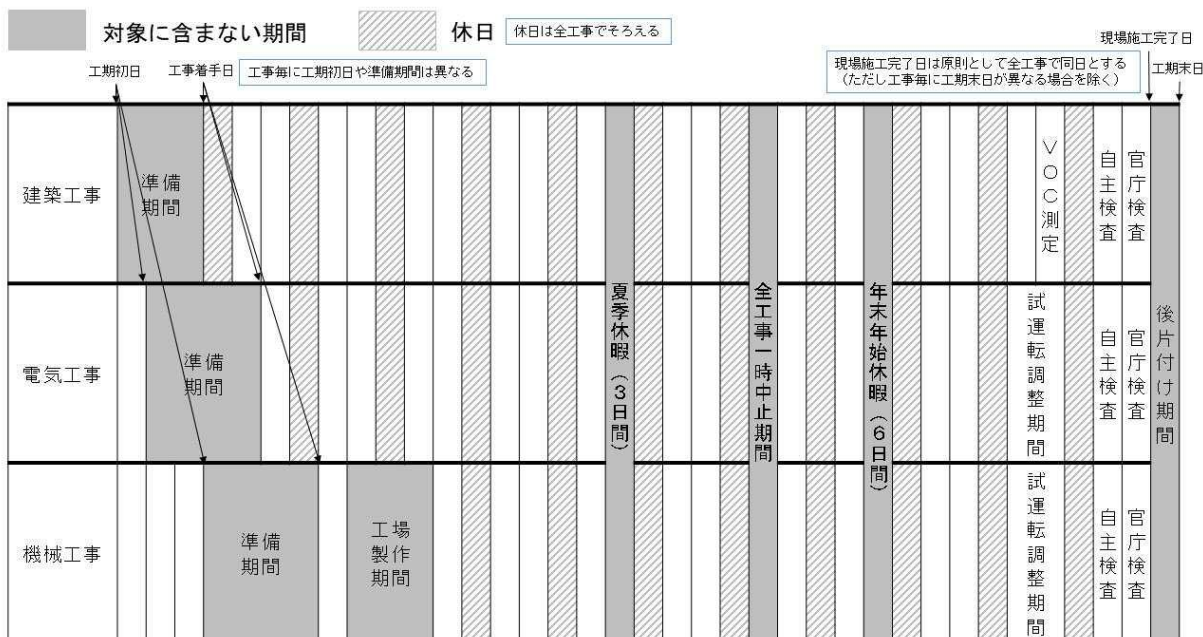 対象に含まない期間
休日
休日は全工事でそろえる
現場施工完了日
工期初日
工事着手日
工事毎に工期初日や準備期間は異なる
現場施工完了日は原則として全工事で同日とする
（ただし工事毎に工期末日が異なる場合を除く）
工期末日
建築工事
準備
期間
VOC測定
自主検査
官庁検査
夏季休暇（3日間）
全工事一時中止期間
年末年始休暇（6日間）
後片付け期間
電気工事
準備
期間
試運転調整期間
自主検査
官庁検査
機械工事
準備
期間
工場
製作
期間
試運転調整期間
自主検査
官庁検査